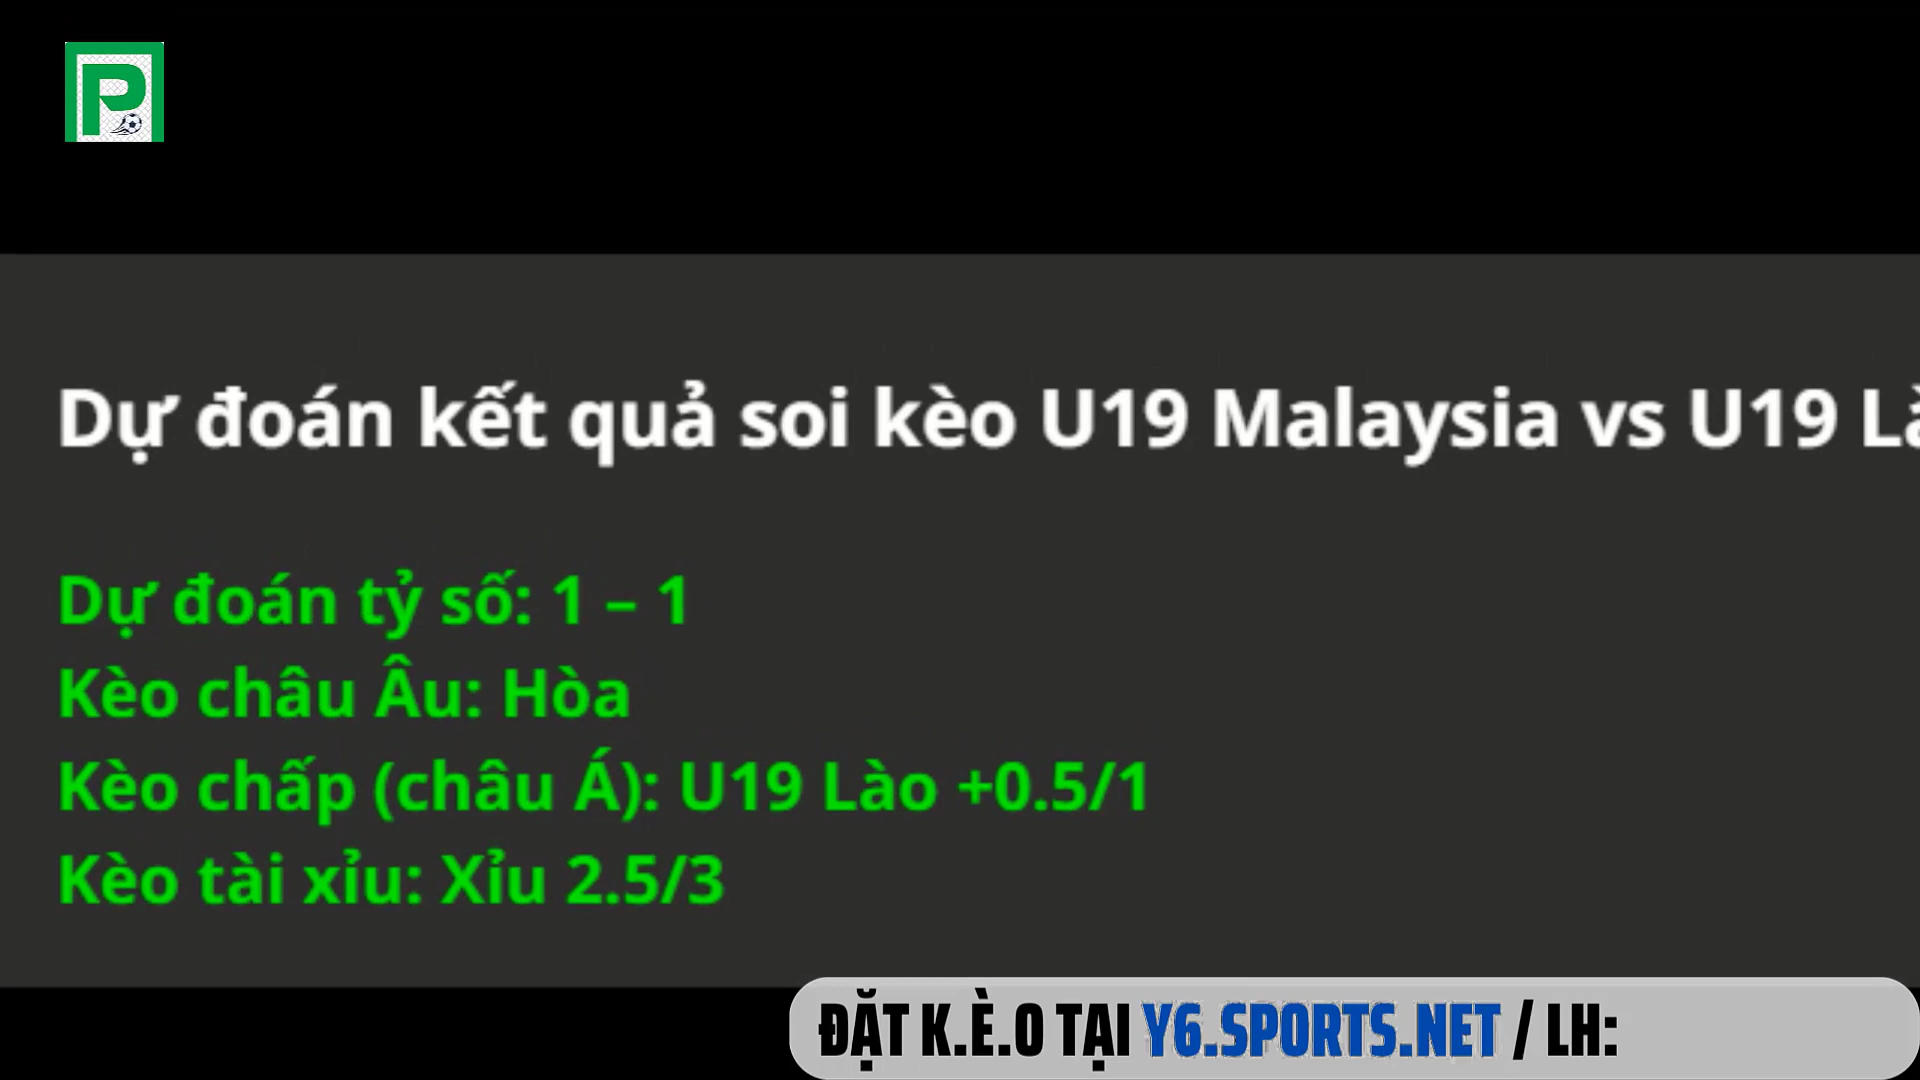 P
Dự đoán kết quả soi kèo U19 Malaysia vs U19
Dự đoán tỷ số: 1 – 1
Kèo châu Âu: Hòa
Kèo chấp (châu Á): U19 Lào +0.5/1
Kèo tài xỉu: Xỉu 2.5/3
ĐẶT K.È.O TẠI Y6.SPORTS.NET / LH: